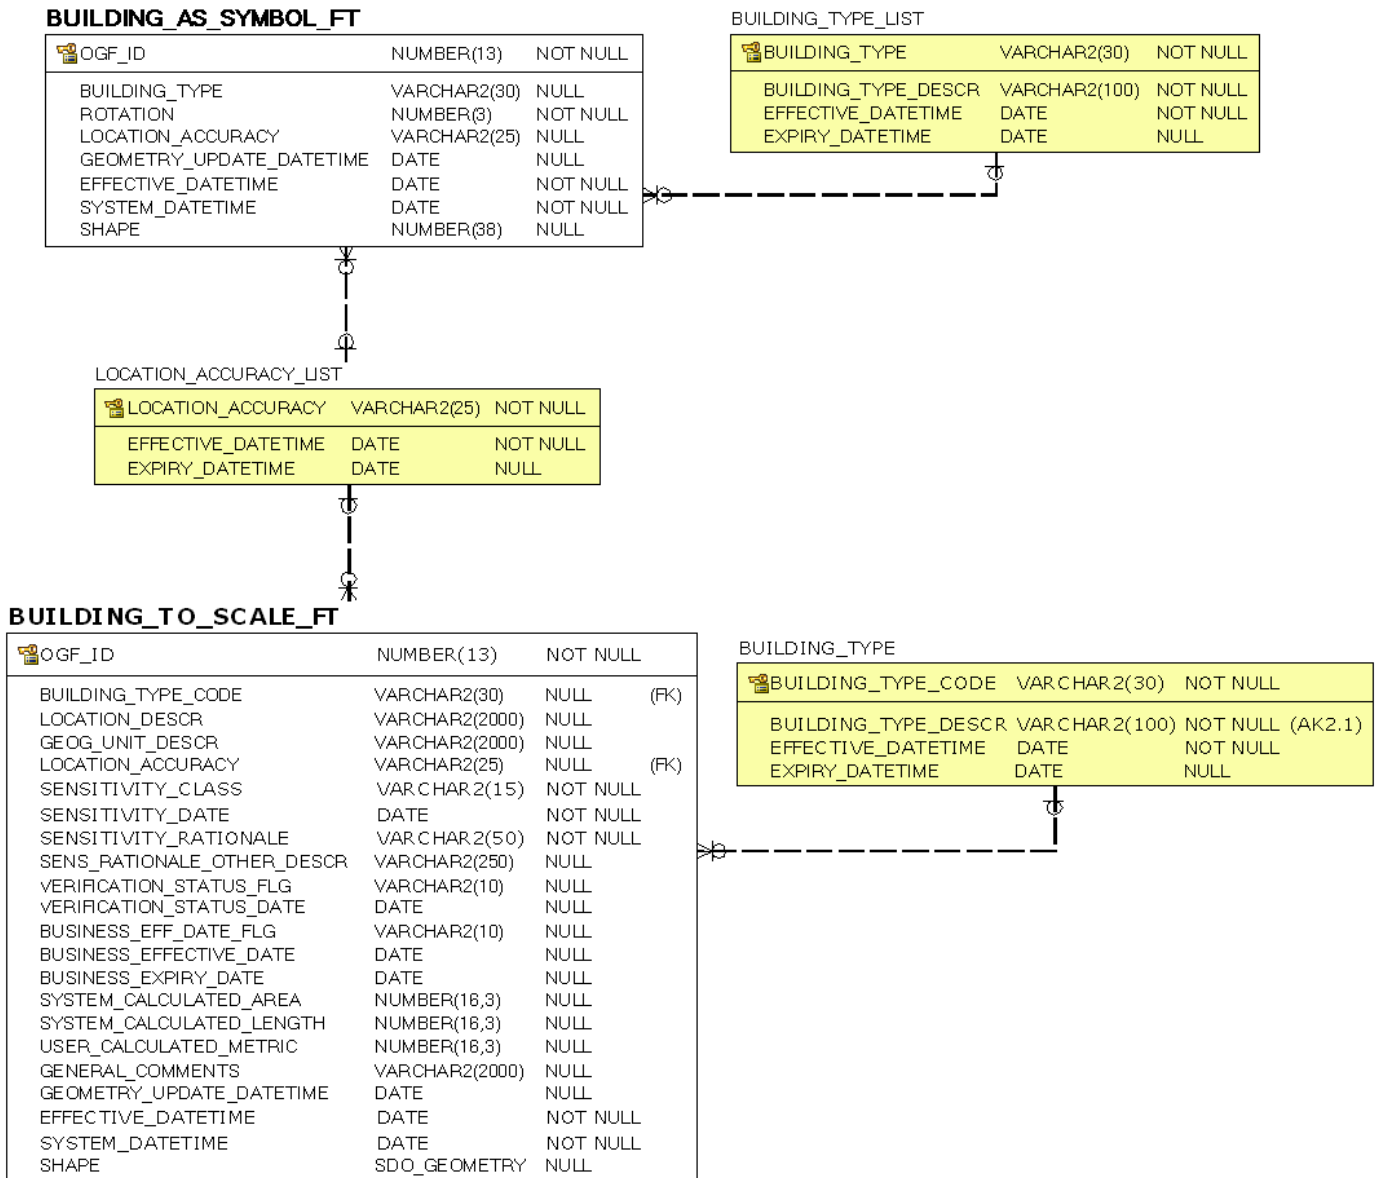 BUILDING_AS_SYMBOL_FT
OGF_ID NUMBER(13) NOT NULL
BUILDING_TYPE VARCHAR2(30) NULL
ROTATION NUMBER(3) NOT NULL
LOCATION_ACCURACY VARCHAR2(25) NULL
GEOMETRY_UPDATE_DATETIME DATE NULL
EFFECTIVE_DATETIME DATE NOT NULL
SYSTEM_DATETIME DATE NOT NULL
SHAPE NUMBER(38) NULL
BUILDING_TYPE_LIST
BUILDING_TYPE VARCHAR2(30) NOT NULL
BUILDING_TYPE_DESCR VARCHAR2(100) NOT NULL
EFFECTIVE_DATETIME DATE NOT NULL
EXPIRY_DATETIME DATE NULL
LOCATION_ACCURACY_LIST
LOCATION_ACCURACY VARCHAR2(25) NOT NULL
EFFECTIVE_DATETIME DATE NOT NULL
EXPIRY_DATETIME DATE NULL
BUILDING_TO_SCALE_FT
OGF_ID NUMBER(13) NOT NULL
BUILDING_TYPE_CODE VARCHAR2(30) NULL (FK)
LOCATION_DESCR VARCHAR2(2000) NULL
GEOG_UNIT_DESCR VARCHAR2(2000) NULL
LOCATION_ACCURACY VARCHAR2(25) NULL (FK)
SENSITIVITY_CLASS VARCHAR2(15) NOT NULL
SENSITIVITY_DATE DATE NOT NULL
SENSITIVITY_RATIONALE VARCHAR2(50) NOT NULL
SENS_RATIONALE_OTHER_DESCR VARCHAR2(250) NULL
VERIFICATION_STATUS_FLG VARCHAR2(10) NULL
VERIFICATION_STATUS_DATE DATE NULL
BUSINESS_EFF_DATE_FLG VARCHAR2(10) NULL
BUSINESS_EFFECTIVE_DATE DATE NULL
BUSINESS_EXPIRY_DATE DATE NULL
SYSTEM_CALCULATED_AREA NUMBER(16,3) NULL
SYSTEM_CALCULATED_LENGTH NUMBER(16,3) NULL
USER_CALCULATED_METRIC NUMBER(16,3) NULL
GENERAL_COMMENTS VARCHAR2(2000) NULL
GEOMETRY_UPDATE_DATETIME DATE NULL
EFFECTIVE_DATETIME DATE NOT NULL
SYSTEM_DATETIME DATE NOT NULL
SHAPE SDO_GEOMETRY NULL
BUILDING_TYPE
BUILDING_TYPE_CODE VARCHAR2(30) NOT NULL
BUILDING_TYPE_DESCR VARCHAR2(100) NOT NULL (AK2.1)
EFFECTIVE_DATETIME DATE NOT NULL
EXPIRY_DATETIME DATE NULL